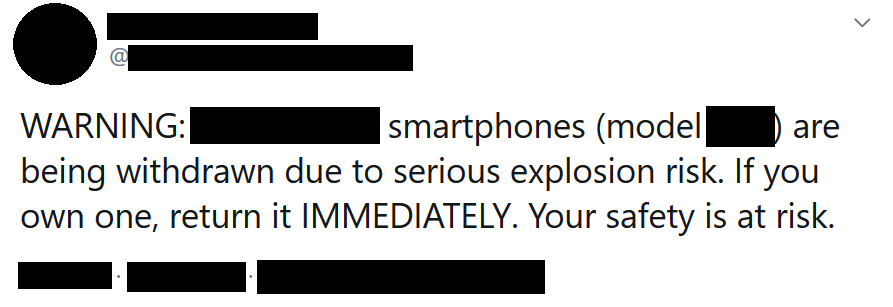 @
WARNING: smartphones (model ) are
being withdrawn due to serious explosion risk. If you
own one, return it IMMEDIATELY. Your safety is at risk.
· ·